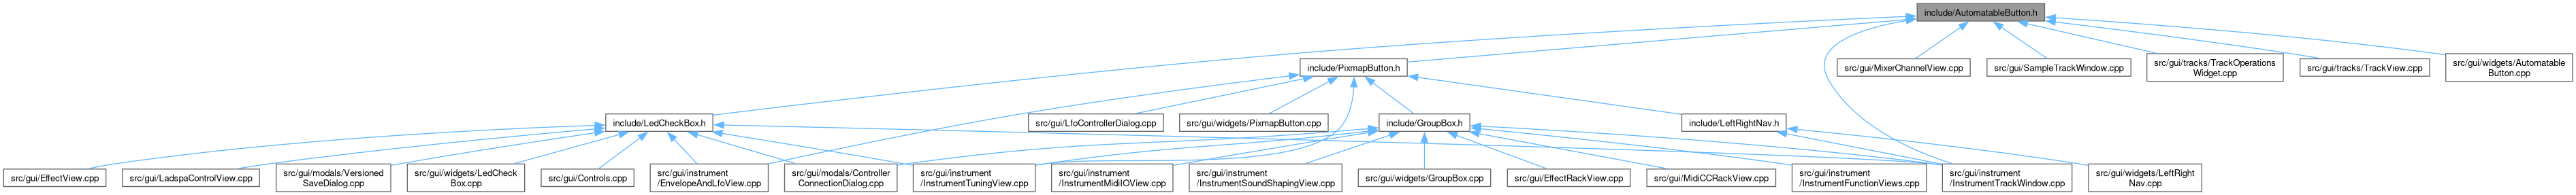 include/AutomatableButton.h
include/PixmapButton.h
src/gui/MixerChannelView.cpp
src/gui/SampleTrackWindow.cpp
src/gui/tracks/TrackOperations
Widget.cpp
src/gui/tracks/TrackView.cpp
src/gui/widgets/Automatable
Button.cpp
include/LedCheckBox.h
src/gui/LfoControllerDialog.cpp
src/gui/widgets/PixmapButton.cpp
include/GroupBox.h
include/LeftRightNav.h
src/gui/EffectView.cpp
src/gui/LadspaControlView.cpp
src/gui/modals/Versioned
SaveDialog.cpp
src/gui/widgets/LedCheck
Box.cpp
src/gui/Controls.cpp
src/gui/instrument
/EnvelopeAndLfoView.cpp
src/gui/modals/Controller
ConnectionDialog.cpp
src/gui/instrument
/InstrumentTuningView.cpp
src/gui/instrument
/InstrumentMidiIOView.cpp
src/gui/instrument
/InstrumentSoundShapingView.cpp
src/gui/widgets/GroupBox.cpp
src/gui/EffectRackView.cpp
src/gui/MidiCCRackView.cpp
src/gui/instrument
/InstrumentFunctionViews.cpp
src/gui/instrument
/InstrumentTrackWindow.cpp
src/gui/widgets/LeftRight
Nav.cpp